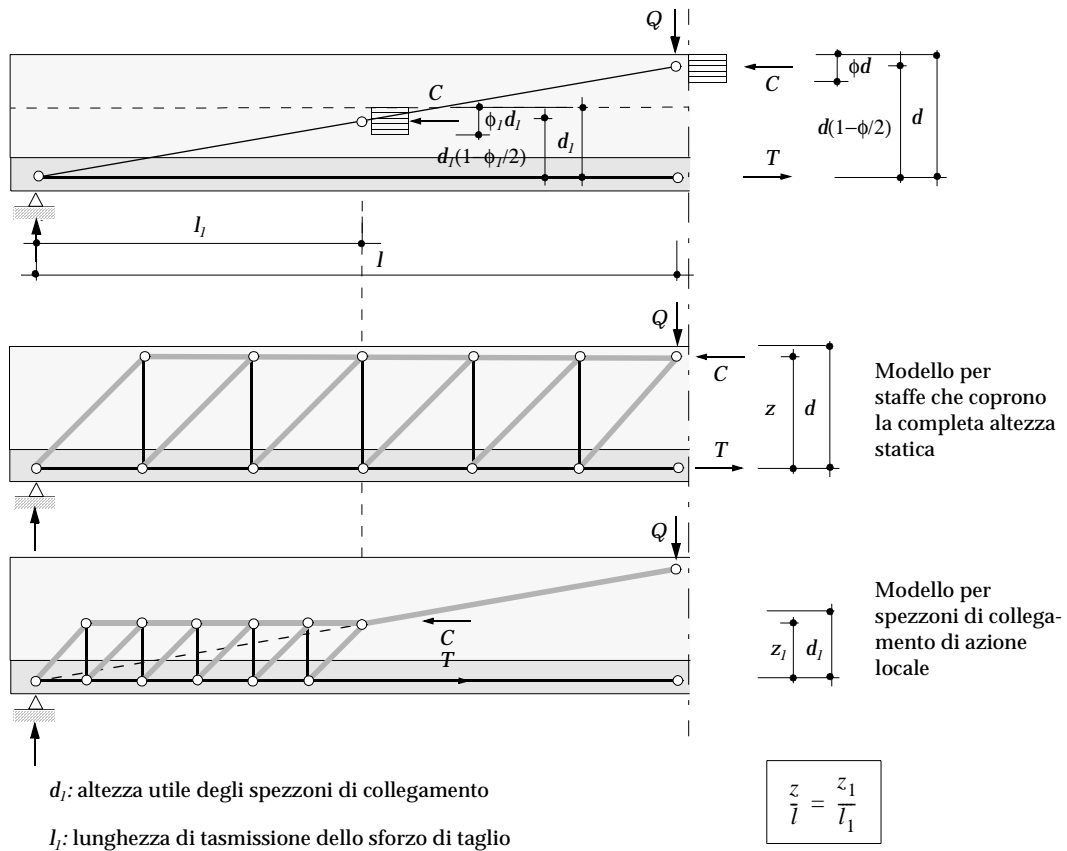 Q
C
ϕd
C
ϕ1d1
d1(1−ϕ1/2)
d1
d(1−ϕ/2)
d
T
l1
l
Q
C
z
d
T
Modello per
staffe che coprono
la completa altezza
statica
Q
C
T
z1
d1
Modello per
spezzoni di collega-
mento di azione
locale
d1: altezza utile degli spezzoni di collegamento
l1: lunghezza di tasmissione dello sforzo di taglio
z/l = z1/l1